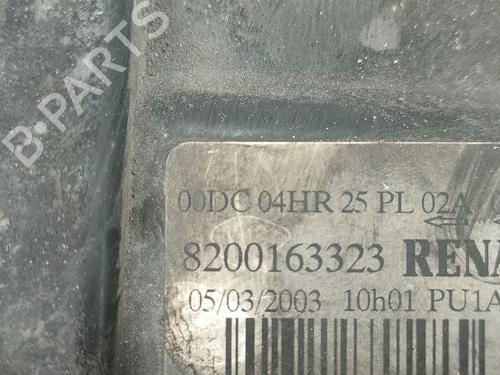 B-PARTS
00DC 04HR 25 PL 02A
8200163323 RENA
05/03/2003 10h01 PU1A